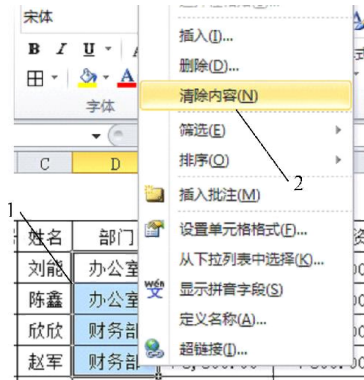 宋体
插入(I)...
B I U
删除(D)...
A
清除内容(N)
字体
筛选(E)
C D
排序(O)
2
插入批注(M)
1
姓名 部门
设置单元格格式(F)...
刘能 办公室
从下拉列表中选择(K)...
陈鑫 办公室
wén 文 显示拼音字段(S)
欣欣 财务部
定义名称(A)...
赵军 财务部
超链接(I)...